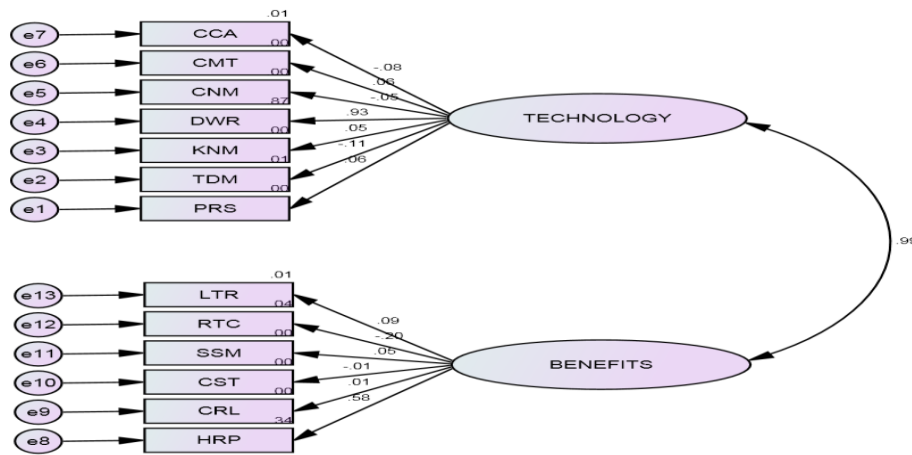 .01
e7 CCA
.00
e6 CMT -.08
.00 .06
e5 CNM -.05
.87
e4 DWR .93 TECHNOLOGY
.00 .05
e3 KNM -.11
.01 .06
e2 TDM
.00
e1 PRS
.99
.01
e13 LTR
.04 .09
e12 RTC -.20
.00 .05
e11 SSM
.00 -.01
e10 CST .01 BENEFITS
.00 .58
e9 CRL
.34
e8 HRP